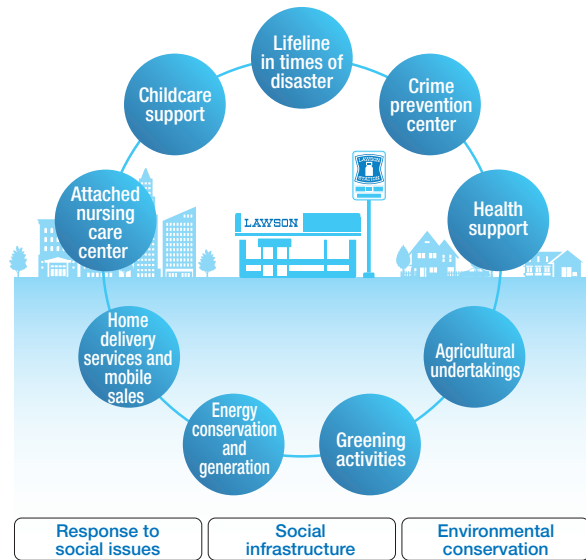 Lifeline
in times of
disaster
Crime
prevention
center
Childcare
support
LAWSON
STATION
Attached
nursing
care
center
LAWSON
Health
support
Home
delivery
services and
mobile
sales
Agricultural
undertakings
Energy
conservation
and
generation
Greening
activities
Response to
social issues
Social
infrastructure
Environmental
conservation